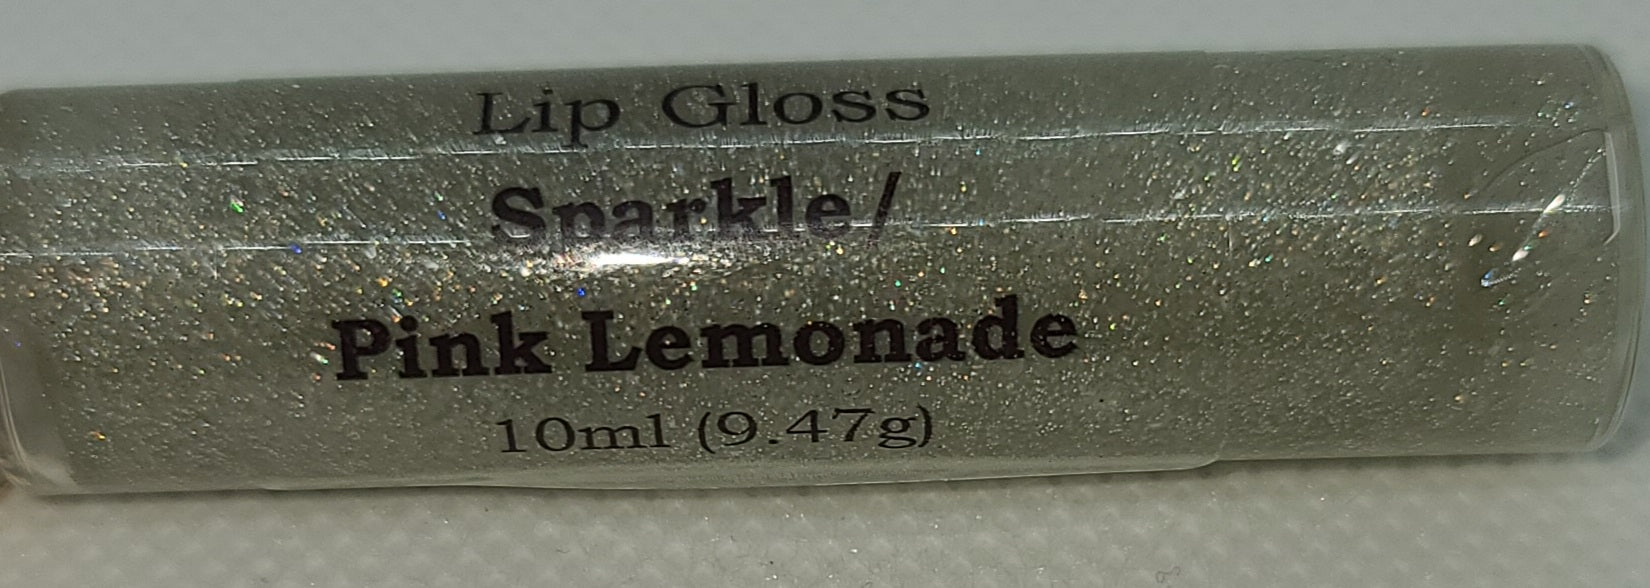 Lip Gloss
Sparkle/
Pink Lemonade
10ml (9.47g)